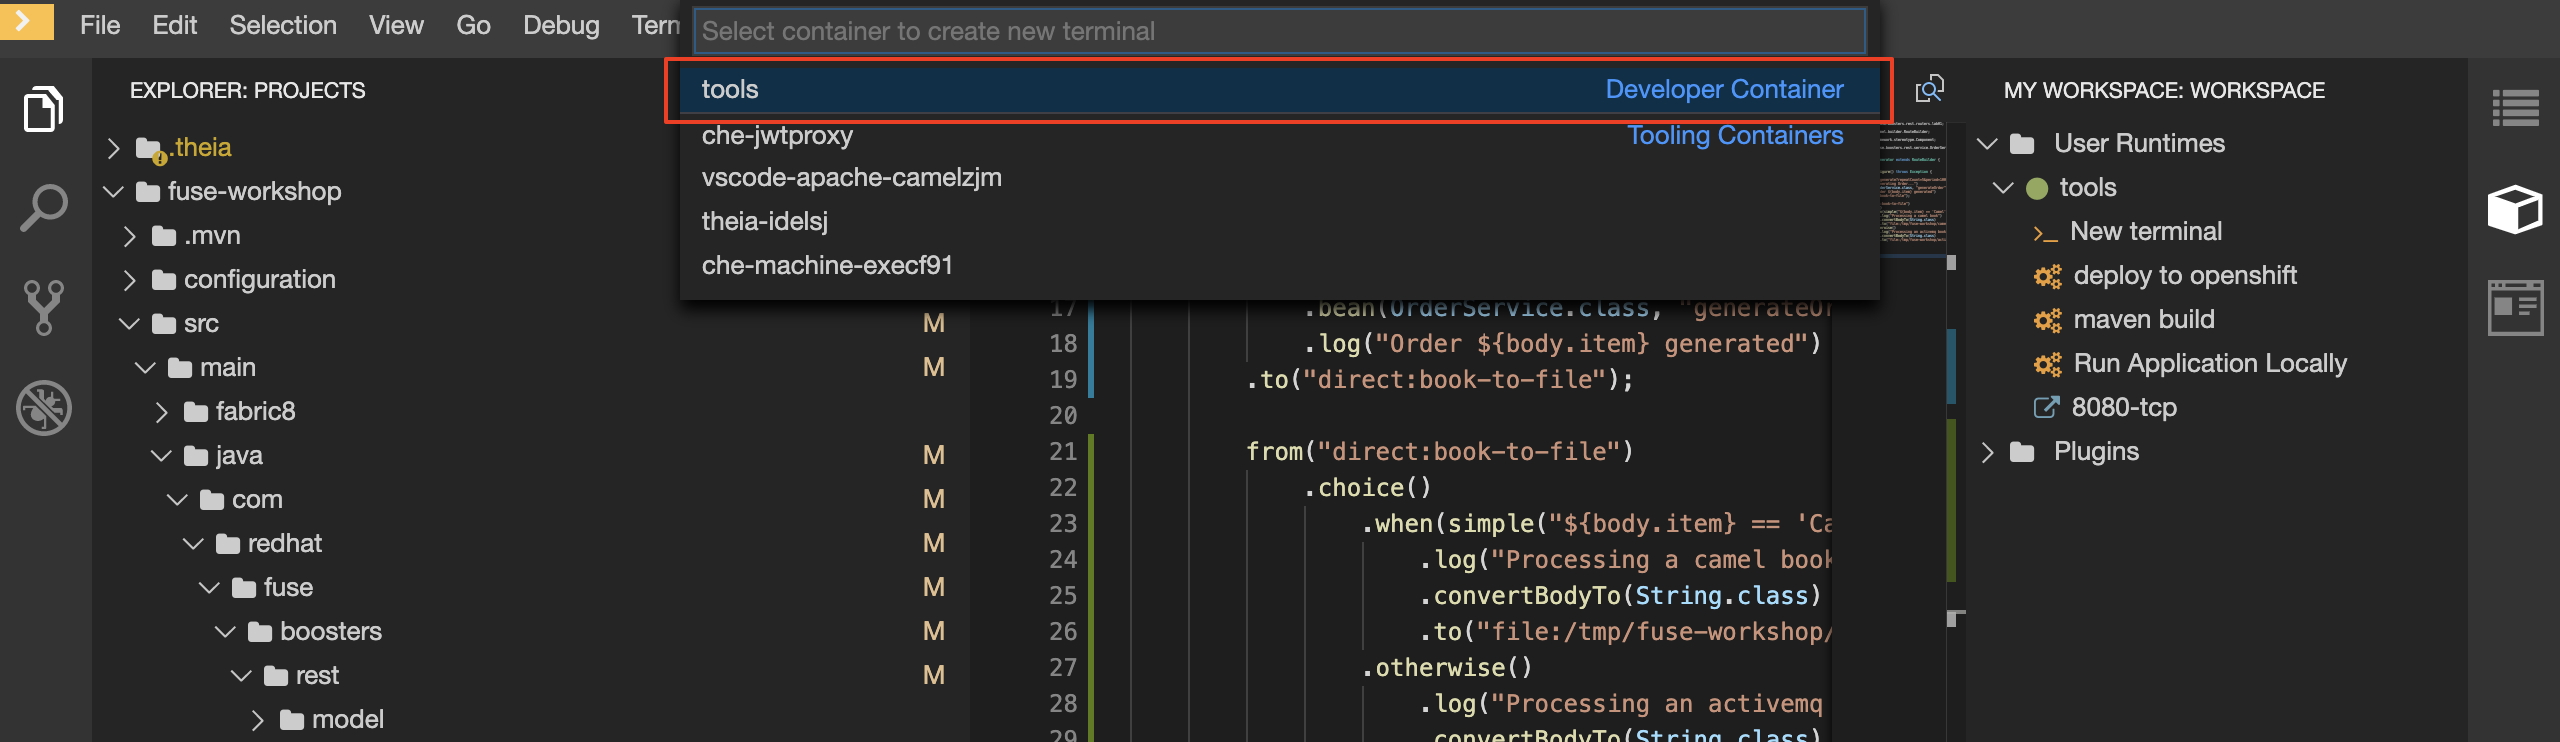 File Edit Selection View Go Debug Term
Select container to create new terminal
tools Developer Container
che-jwtproxy Tooling Containers
vscode-apache-camelzjm
theia-idelsj
che-machine-execf91
EXPLORER: PROJECTS
.theia
fuse-workshop
.mvn
configuration
src M
main M
fabric8
java M
com M
redhat M
fuse M
boosters M
rest M
model
17 .bean(OrderService.class, "generateOr
18 .log("Order ${body.item} generated")
19 .to("direct:book-to-file");
20
21 from("direct:book-to-file")
22 .choice()
23 .when(simple("${body.item} == 'Ca
24 .log("Processing a camel book
25 .convertBodyTo(String.class)
26 .to("file:/tmp/fuse-workshop/
27 .otherwise()
28 .log("Processing an activemq
29 .convertBodyTo(String.class)
MY WORKSPACE: WORKSPACE
User Runtimes
tools
>_ New terminal
deploy to openshift
maven build
Run Application Locally
8080-tcp
Plugins